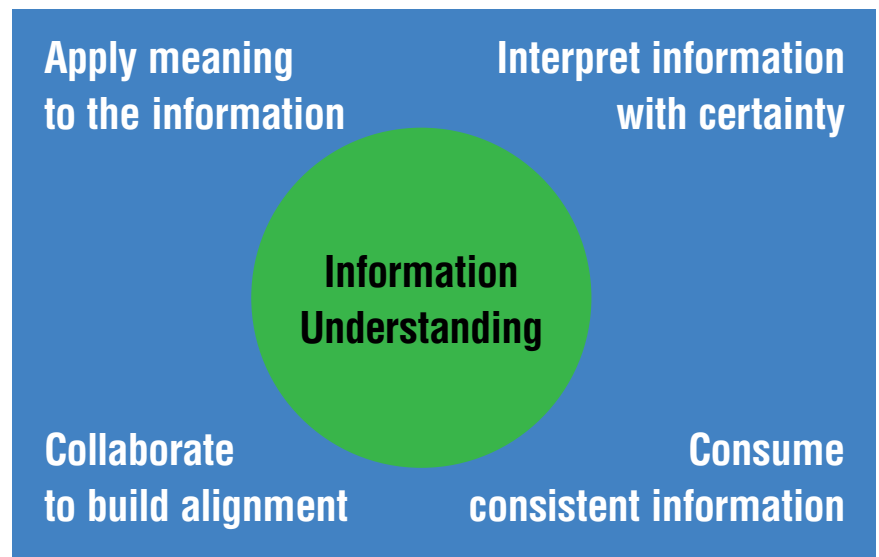 Apply meaning
to the information
Interpret information
with certainty
Information
Understanding
Collaborate
to build alignment
Consume
consistent information